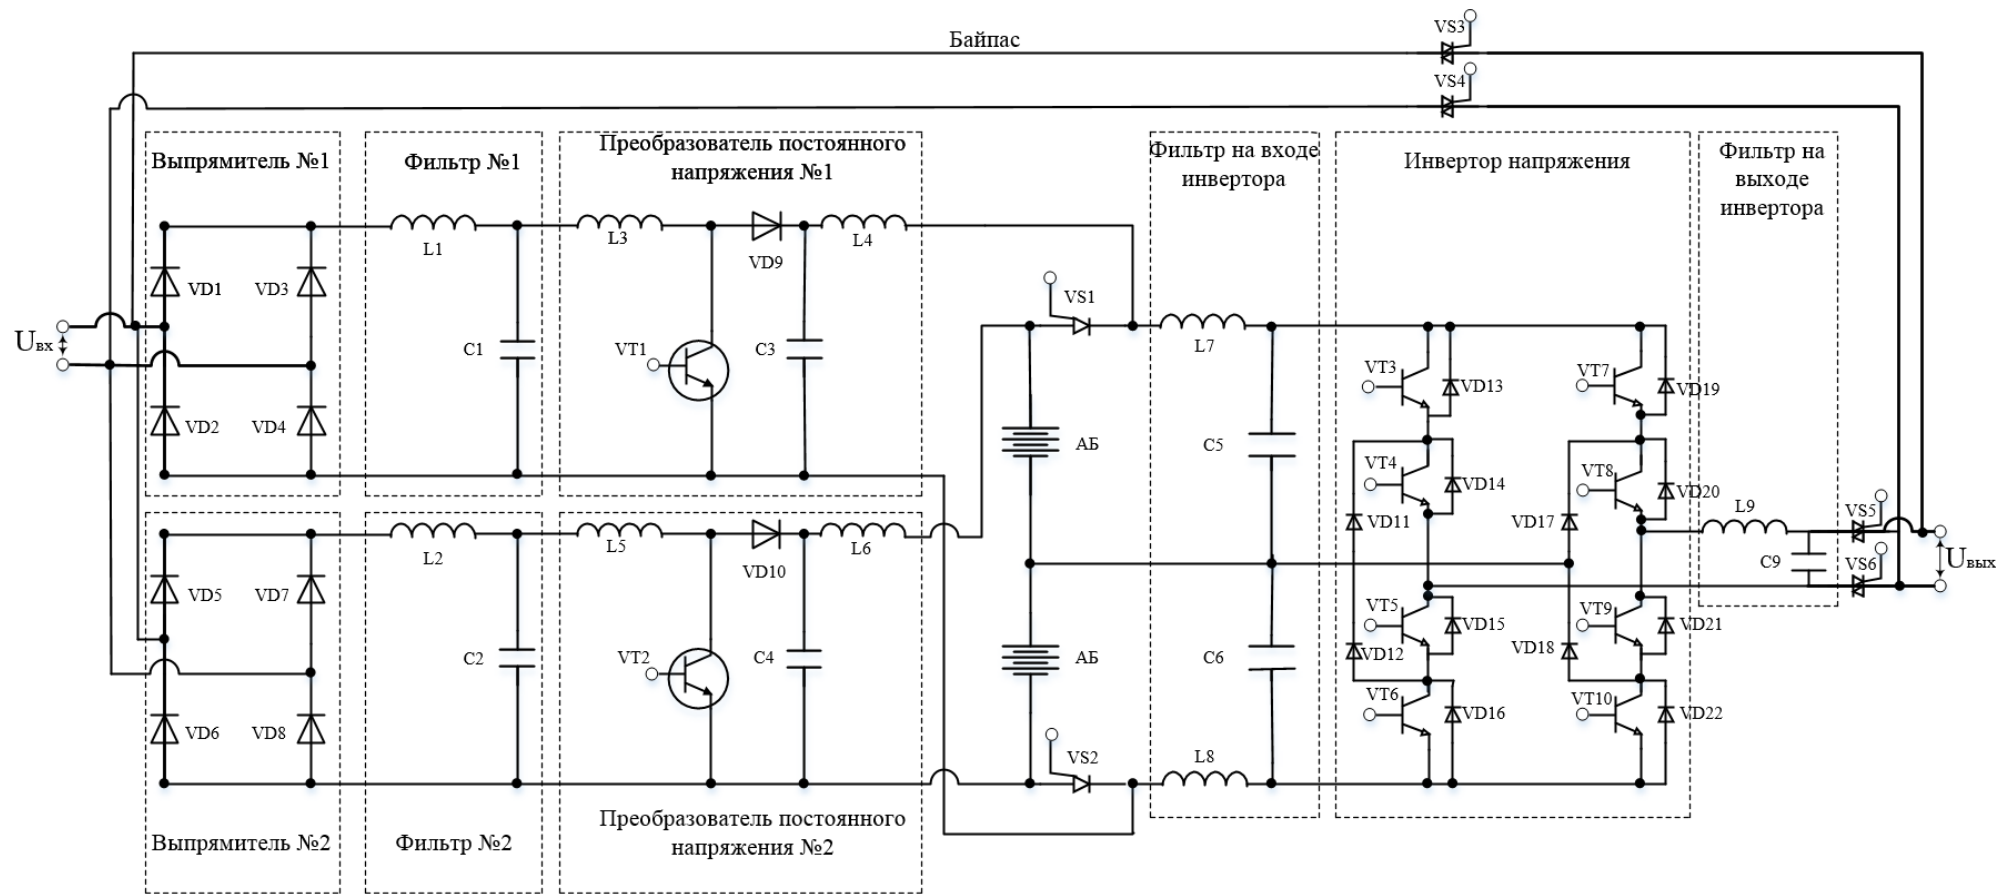 Байпас
VS3
VS4
Выпрямитель №1
Фильтр №1
Преобразователь постоянного
напряжения №1
Фильтр на входе
инвертора
Инвертор напряжения
Фильтр на
выходе
инвертора
L1
L3
L4
VD9
VD1
VD3
VS1
Uвх
C1
VT1
C3
L7
VT3
VD13
VT7
VD19
VD2
VD4
АБ
C5
VT4
VD14
VT8
VD20
VD11
VD17
L9
VS5
L2
L5
VD10
L6
C9
VS6
Uвых
VD5
VD7
VT5
VD15
VT9
VD21
C2
VT2
C4
АБ
C6
VD12
VD18
VT6
VD16
VT10
VD22
VD6
VD8
VS2
L8
Выпрямитель №2
Фильтр №2
Преобразователь постоянного
напряжения №2